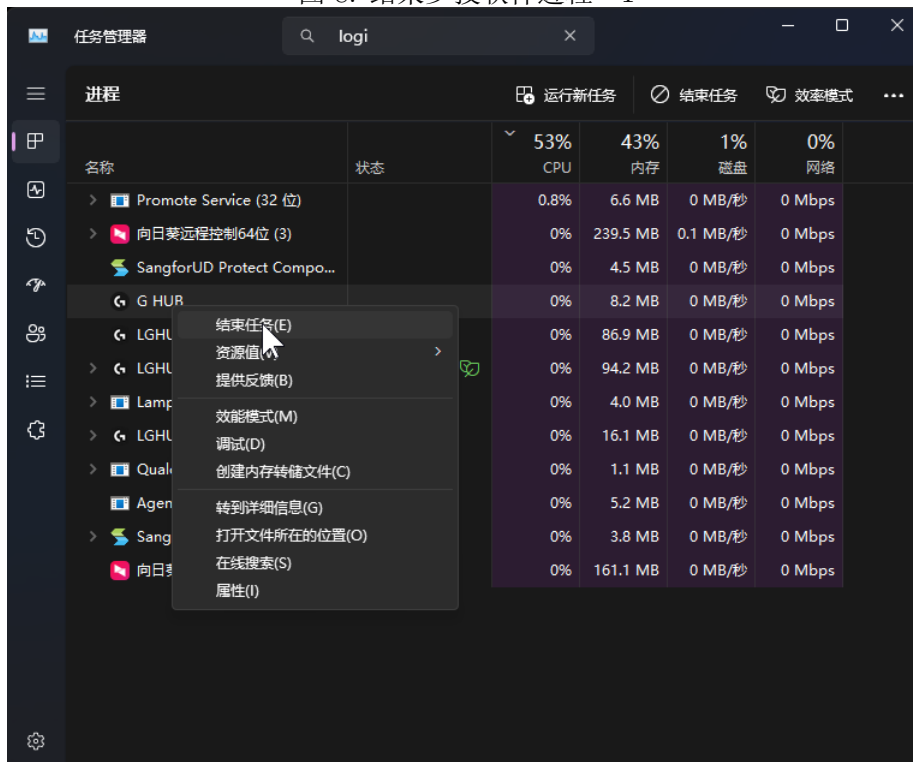 任务管理器 logi
进程 运行新任务 结束任务 效率模式
53% 43% 1% 0%
名称 状态 CPU 内存 磁盘 网络
Promote Service (32 位) 0.8% 6.6 MB 0 MB/秒 0 Mbps
向日葵远程控制64位 (3) 0% 239.5 MB 0.1 MB/秒 0 Mbps
SangforUD Protect Compo... 0% 4.5 MB 0 MB/秒 0 Mbps
G HUB 0% 8.2 MB 0 MB/秒 0 Mbps
结束任务(E)
LGHU 0% 86.9 MB 0 MB/秒 0 Mbps
资源值
LGHU 0% 94.2 MB 0 MB/秒 0 Mbps
提供反馈(B)
Lamp 0% 4.0 MB 0 MB/秒 0 Mbps
效能模式(M)
LGHU 0% 16.1 MB 0 MB/秒 0 Mbps
调试(D)
Qual 0% 1.1 MB 0 MB/秒 0 Mbps
创建内存转储文件(C)
Agen 0% 5.2 MB 0 MB/秒 0 Mbps
转到详细信息(G)
Sang 0% 3.8 MB 0 MB/秒 0 Mbps
打开文件所在的位置(O)
在线搜索(S)
向日 0% 161.1 MB 0 MB/秒 0 Mbps
属性(I)